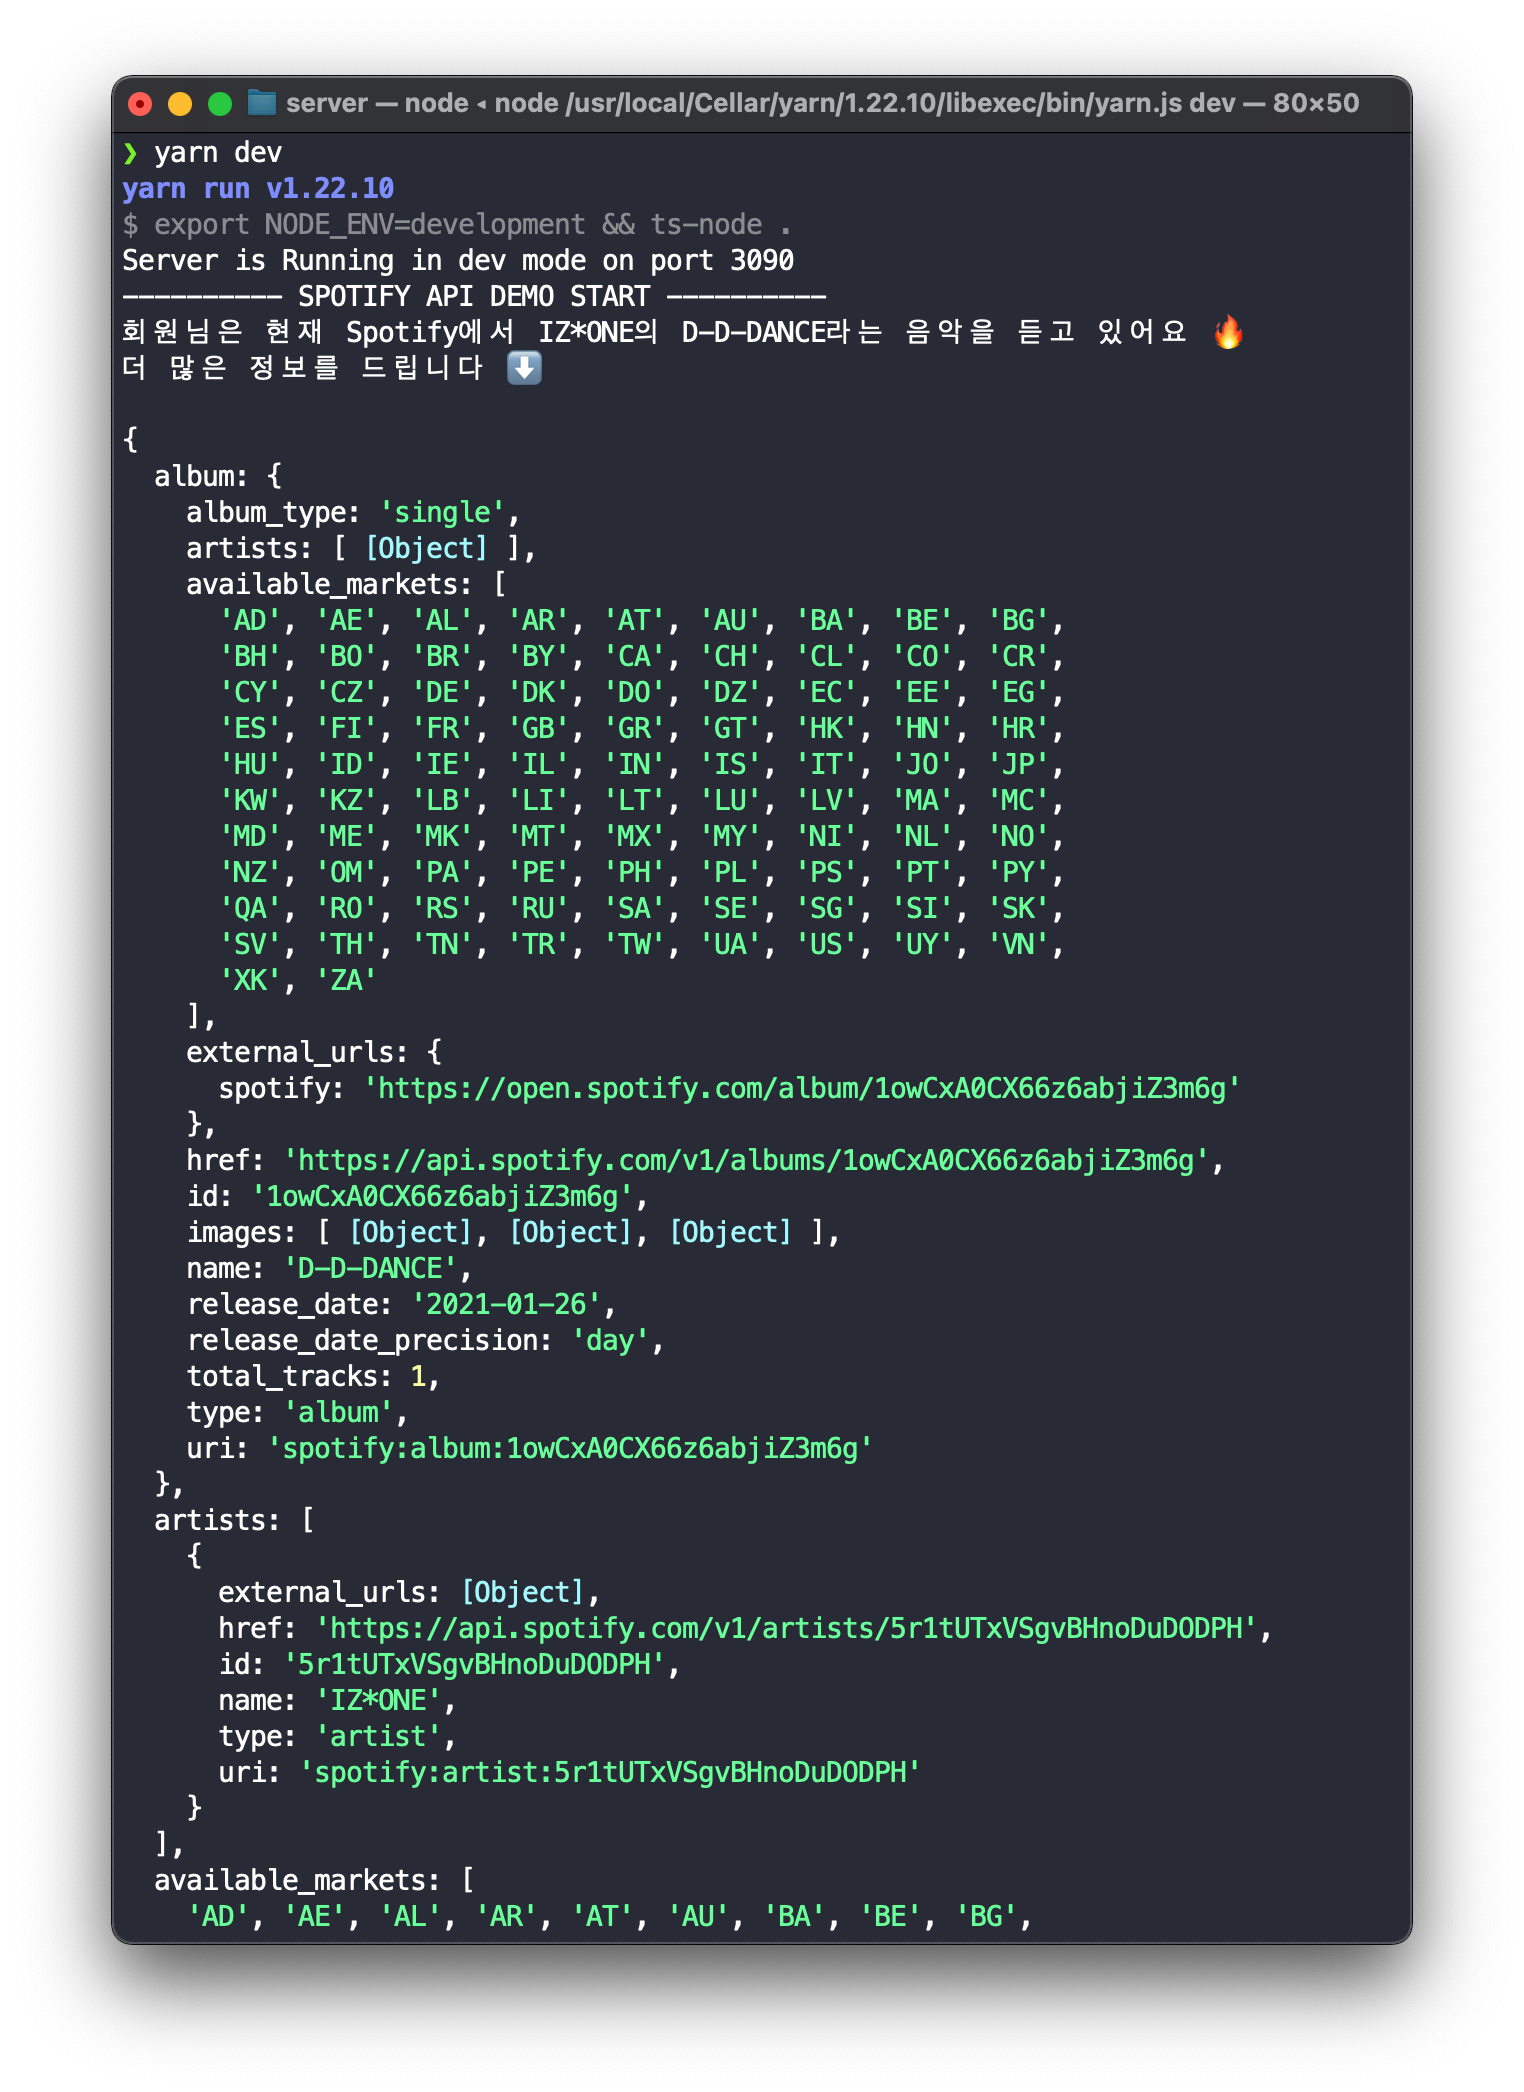 server — node ◂ node /usr/local/Cellar/yarn/1.22.10/libexec/bin/yarn.js dev — 80×50
❯ yarn dev
yarn run v1.22.10
$ export NODE_ENV=development && ts-node .
Server is Running in dev mode on port 3090
---------- SPOTIFY API DEMO START ----------
회원님은 현재 Spotify에서 IZ*ONE의 D-D-DANCE라는 음악을 듣고 있어요 🔥
더 많은 정보를 드립니다 ⬇️
{
  album: {
    album_type: 'single',
    artists: [ [Object] ],
    available_markets: [
      'AD', 'AE', 'AL', 'AR', 'AT', 'AU', 'BA', 'BE', 'BG',
      'BH', 'BO', 'BR', 'BY', 'CA', 'CH', 'CL', 'CO', 'CR',
      'CY', 'CZ', 'DE', 'DK', 'DO', 'DZ', 'EC', 'EE', 'EG',
      'ES', 'FI', 'FR', 'GB', 'GR', 'GT', 'HK', 'HN', 'HR',
      'HU', 'ID', 'IE', 'IL', 'IN', 'IS', 'IT', 'JO', 'JP',
      'KW', 'KZ', 'LB', 'LI', 'LT', 'LU', 'LV', 'MA', 'MC',
      'MD', 'ME', 'MK', 'MT', 'MX', 'MY', 'NI', 'NL', 'NO',
      'NZ', 'OM', 'PA', 'PE', 'PH', 'PL', 'PS', 'PT', 'PY',
      'QA', 'RO', 'RS', 'RU', 'SA', 'SE', 'SG', 'SI', 'SK',
      'SV', 'TH', 'TN', 'TR', 'TW', 'UA', 'US', 'UY', 'VN',
      'XK', 'ZA'
    ],
    external_urls: {
      spotify: 'https://open.spotify.com/album/1owCxA0CX66z6abjiZ3m6g'
    },
    href: 'https://api.spotify.com/v1/albums/1owCxA0CX66z6abjiZ3m6g',
    id: '1owCxA0CX66z6abjiZ3m6g',
    images: [ [Object], [Object], [Object] ],
    name: 'D-D-DANCE',
    release_date: '2021-01-26',
    release_date_precision: 'day',
    total_tracks: 1,
    type: 'album',
    uri: 'spotify:album:1owCxA0CX66z6abjiZ3m6g'
  },
  artists: [
    {
      external_urls: [Object],
      href: 'https://api.spotify.com/v1/artists/5r1tUTxVSgvBHnoDuDODPH',
      id: '5r1tUTxVSgvBHnoDuDODPH',
      name: 'IZ*ONE',
      type: 'artist',
      uri: 'spotify:artist:5r1tUTxVSgvBHnoDuDODPH'
    }
  ],
  available_markets: [
    'AD', 'AE', 'AL', 'AR', 'AT', 'AU', 'BA', 'BE', 'BG',